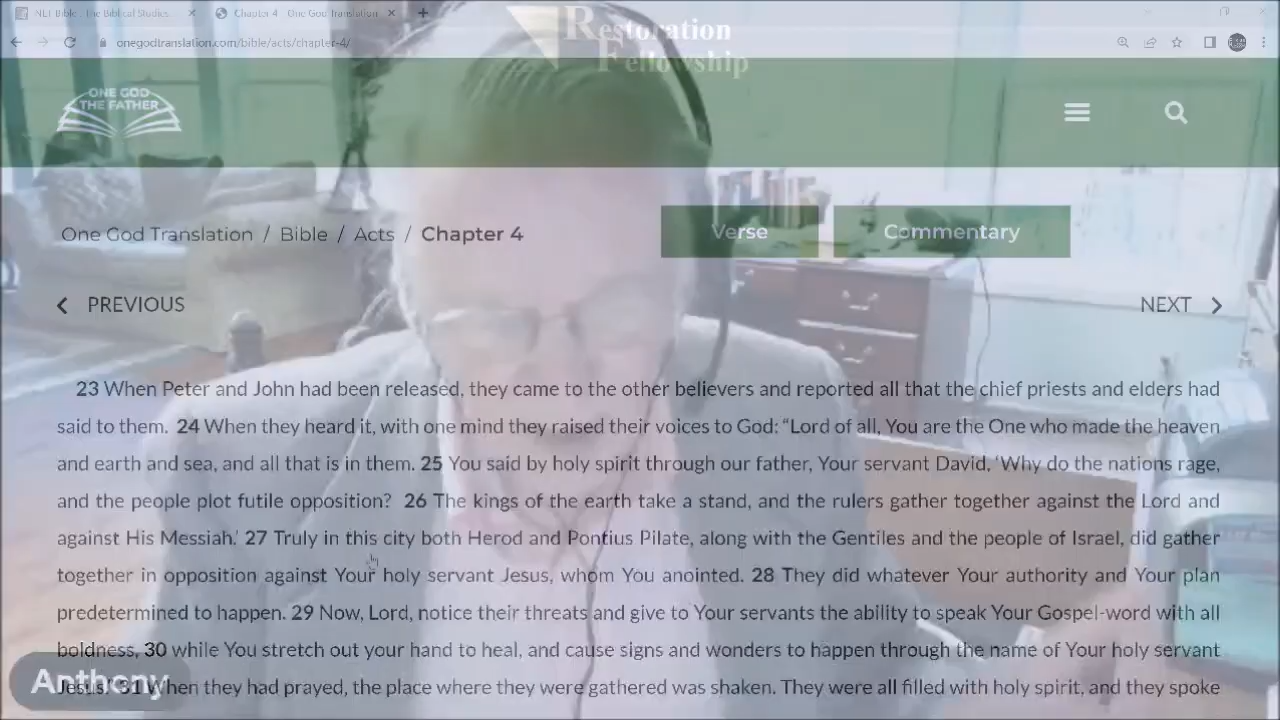 NET Bible : The Biblical Studies
Chapter 4 - One God Translation
onegodtranslation.com/bible/acts/chapter-4/
Restoration
Fellowship
ONE GOD
THE FATHER
One God Translation / Bible / Acts / Chapter 4
Verse
Commentary
PREVIOUS
NEXT
23 When Peter and John had been released, they came to the other believers and reported all that the chief priests and elders had
said to them. 24 When they heard it, with one mind they raised their voices to God: “Lord of all, You are the One who made the heaven
and earth and sea, and all that is in them. 25 You said by holy spirit through our father, Your servant David, ‘Why do the nations rage,
and the people plot futile opposition? 26 The kings of the earth take a stand, and the rulers gather together against the Lord and
against His Messiah.’ 27 Truly in this city both Herod and Pontius Pilate, along with the Gentiles and the people of Israel, did gather
together in opposition against Your holy servant Jesus, whom You anointed. 28 They did whatever Your authority and Your plan
predetermined to happen. 29 Now, Lord, notice their threats and give to Your servants the ability to speak Your Gospel-word with all
boldness, 30 while You stretch out your hand to heal, and cause signs and wonders to happen through the name of Your holy servant
Jesus.” 31 When they had prayed, the place where they were gathered was shaken. They were all filled with holy spirit, and they spoke
Anthony